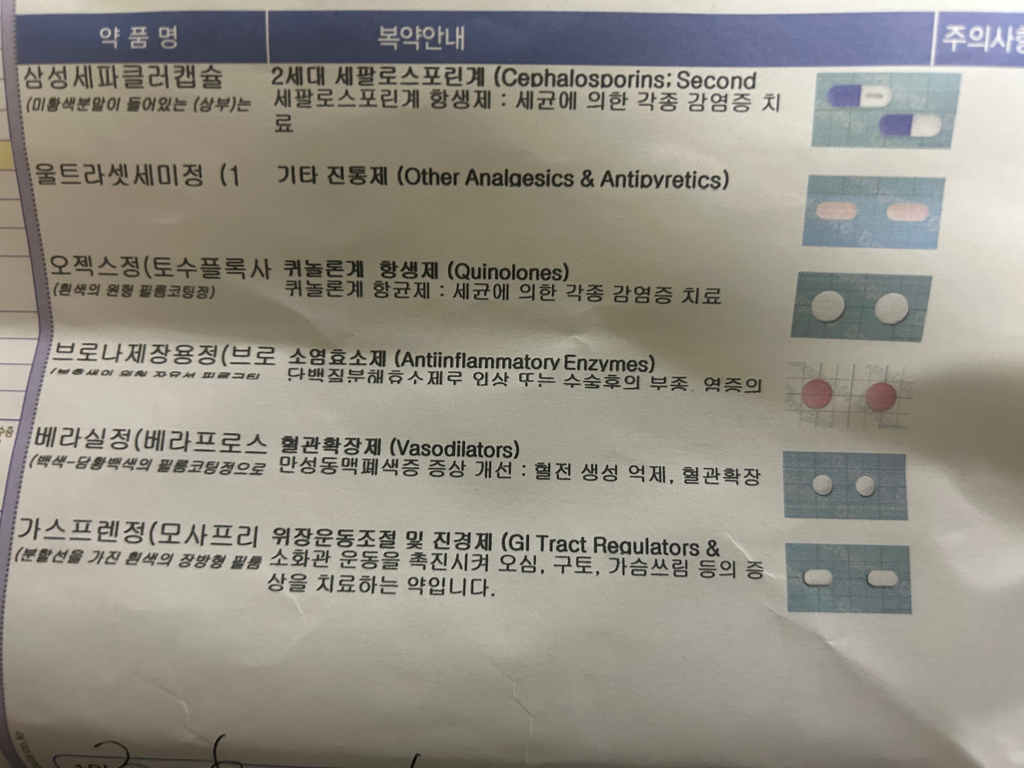 약 품 명 복약안내 주의사항
삼성세파클러캡슐 2세대 세팔로스포린계 (Cephalosporins; Second
(미황색분말이 들어있는 (상부)는 세팔로스포린계 항생제 : 세균에 의한 각종 감염증 치
료
울트라셋세미정 (1 기타 진통제 (Other Analgesics & Antipyretics)
오젝스정(토수플록사 퀴놀론계 항생제 (Quinolones)
(흰색의 원형 필름코팅정) 퀴놀론계 항균제 : 세균에 의한 각종 감염증 치료
브로나제장용정(브로 소염효소제 (Antiinflammatory Enzymes)
단백질분해효소제로 외상 또는 수술후의 부종, 염증의
베라실정(베라프로스 혈관확장제 (Vasodilators)
(백색-담황백색의 필름코팅정으로 만성동맥폐색증 증상 개선 : 혈전 생성 억제, 혈관확장
가스프렌정(모사프리 위장운동조절 및 진경제 (GI Tract Regulators &
(분할선을 가진 흰색의 장방형 필름 소화관 운동을 촉진시켜 오심, 구토, 가슴쓰림 등의 증
상을 치료하는 약입니다.